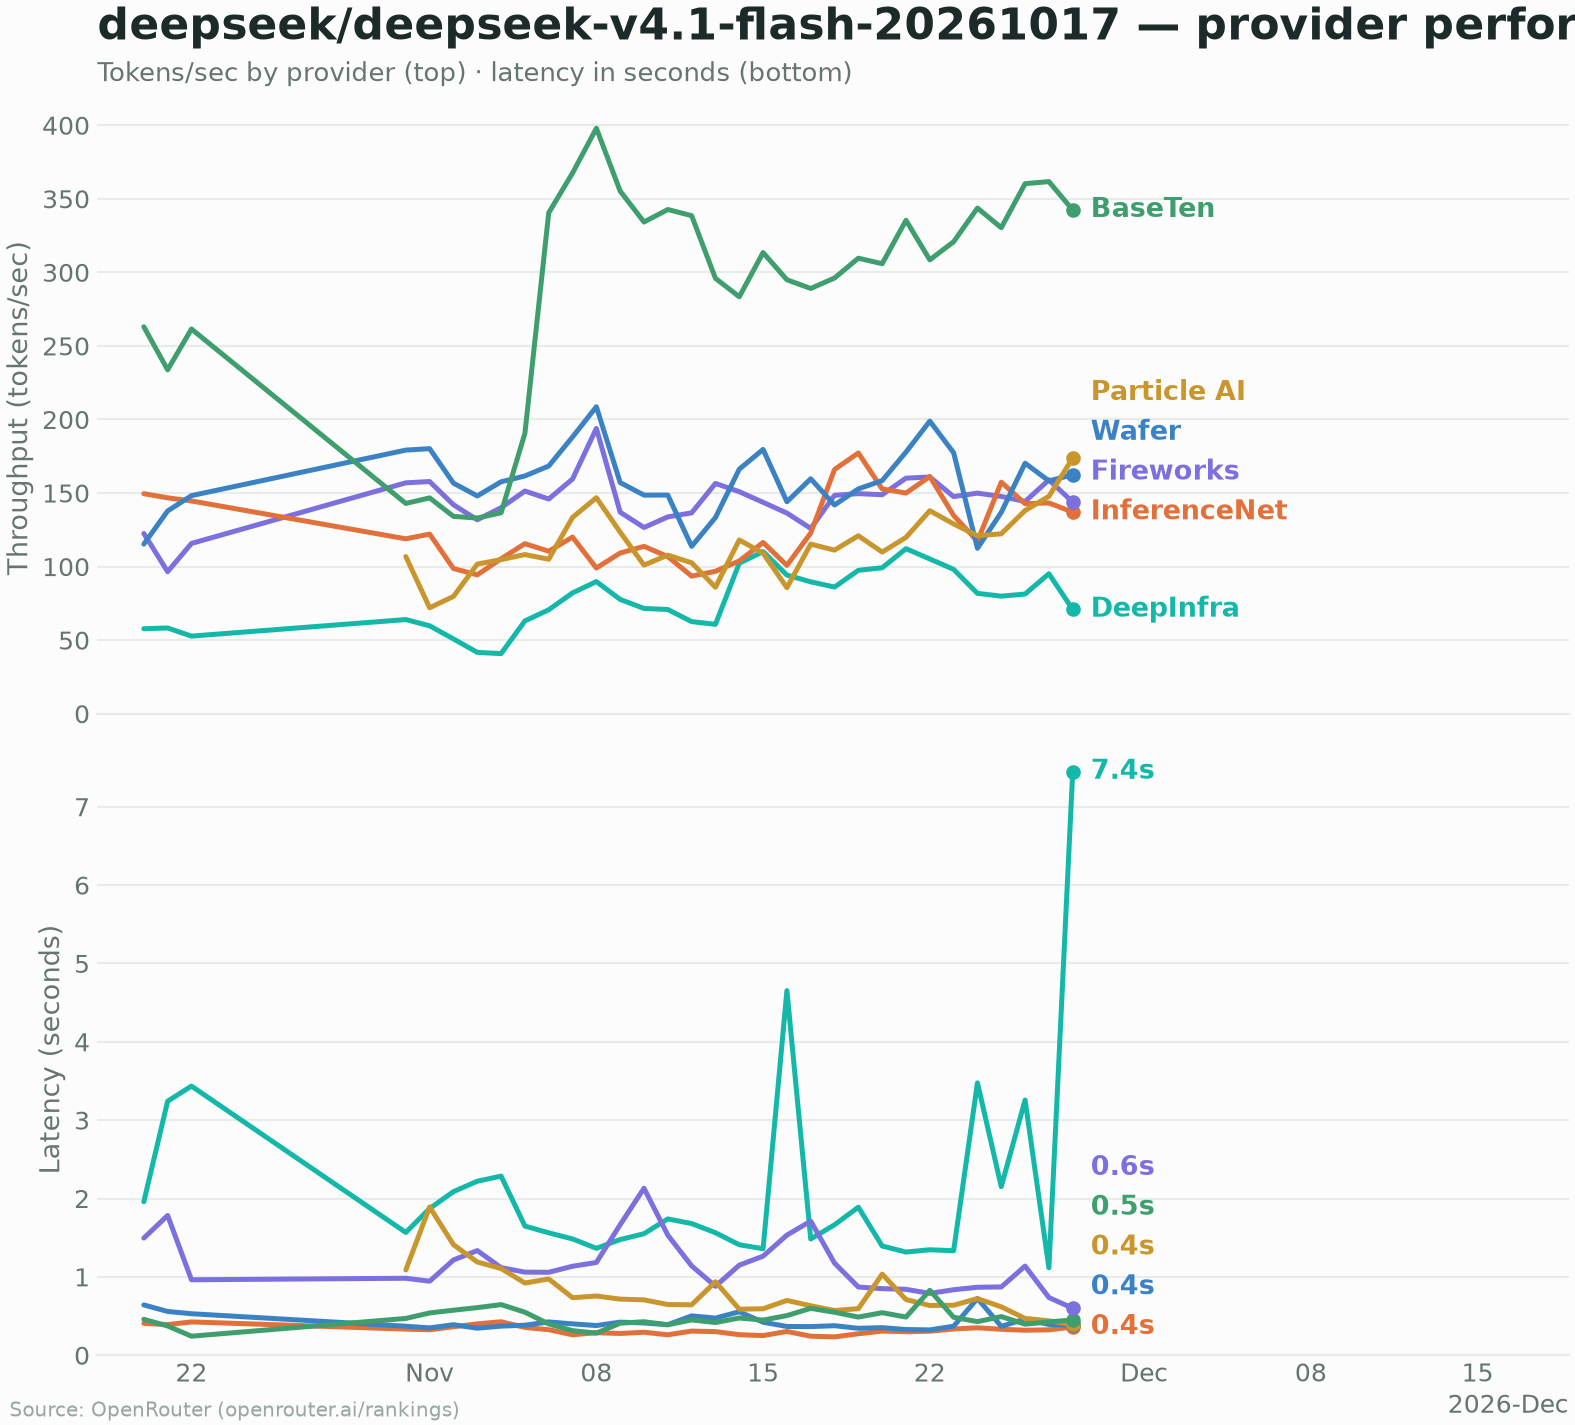 deepseek/deepseek-v4.1-flash-20261017 — provider perfor
Tokens/sec by provider (top) · latency in seconds (bottom)
Throughput (tokens/sec)
400
350
300
250
200
150
100
50
0
BaseTen
Particle AI
Wafer
Fireworks
InferenceNet
DeepInfra
Latency (seconds)
7
6
5
4
3
2
1
0
7.4s
0.6s
0.5s
0.4s
0.4s
0.4s
22
Nov
08
15
22
Dec
08
15
2026-Dec
Source: OpenRouter (openrouter.ai/rankings)